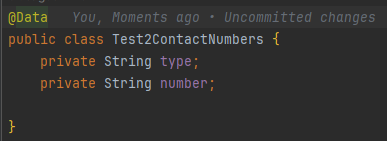 @Data You, Moments ago • Uncommitted changes
public class Test2ContactNumbers {
    private String type;
    private String number;
}